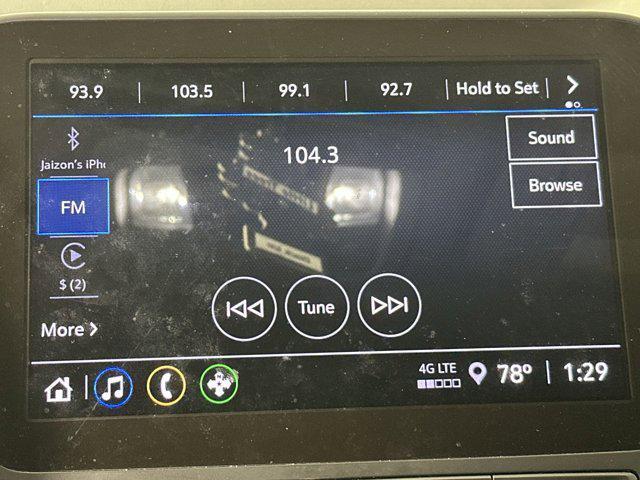 93.9 | 103.5 | 99.1 | 92.7 | Hold to Set |
Jaizon's iPh
104.3
Sound
FM
Browse
$ (2)
Tune
More
4G LTE
78° | 1:29